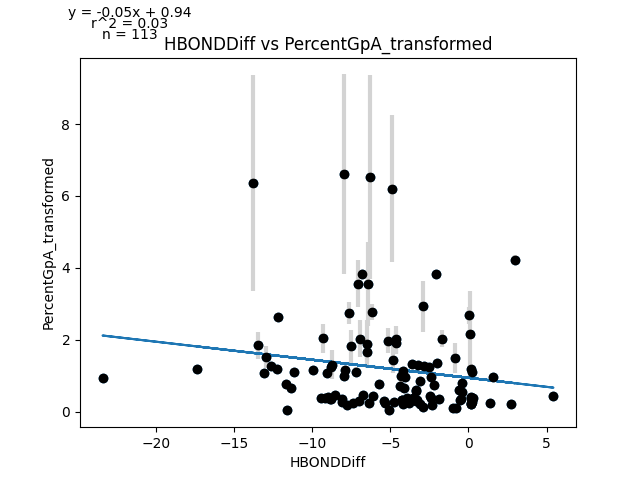 y = -0.05x + 0.94
r^2 = 0.03
n = 113
HBONDDiff vs PercentGpA_transformed
PercentGpA_transformed
8
6
4
2
0
−20
−15
−10
−5
0
5
HBONDDiff